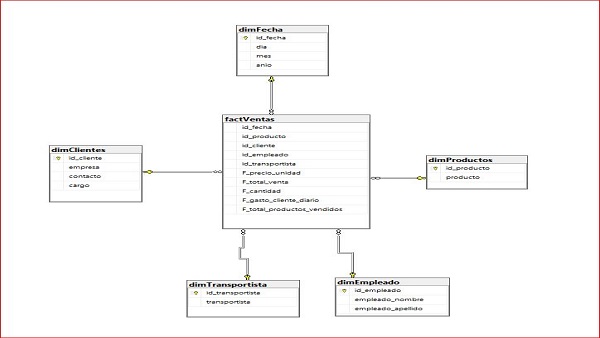 dimFecha
id_fecha
dia
mes
anio
factVentas
id_fecha
id_producto
id_cliente
id_empleado
id_transportista
F_precio_unidad
F_total_venta
F_cantidad
F_gasto_cliente_diario
F_total_productos_vendidos
dimClientes
id_cliente
empresa
contacto
cargo
dimProductos
id_producto
producto
dimTransportista
id_transportista
transportista
dimEmpleado
id_empleado
empleado_nombre
empleado_apellido